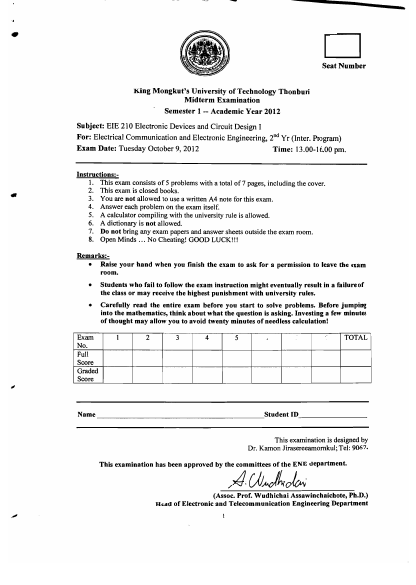 Seat Number
King Mongkut's University of Technology Thonburi
Midterm Examination
Semester 1 -- Academic Year 2012
Subject: EIE 210 Electronic Devices and Circuit Design I
For: Electrical Communication and Electronic Engineering, 2nd Yr (Inter. Program)
Exam Date: Tuesday October 9, 2012 Time: 13.00-16.00 pm.
Instructions:-
1. This exam consists of 5 problems with a total of 7 pages, including the cover.
2. This exam is closed books.
3. You are not allowed to use a written A4 note for this exam.
4. Answer each problem on the exam itself.
5. A calculator compiling with the university rule is allowed.
6. A dictionary is not allowed.
7. Do not bring any exam papers and answer sheets outside the exam room.
8. Open Minds ... No Cheating! GOOD LUCK!!!
Remarks:-
• Raise your hand when you finish the exam to ask for a permission to leave the exam
room.
• Students who fail to follow the exam instruction might eventually result in a failure of
the class or may receive the highest punishment with university rules.
• Carefully read the entire exam before you start to solve problems. Before jumping
into the mathematics, think about what the question is asking. Investing a few minutes
of thought may allow you to avoid twenty minutes of needless calculation!
Exam No. 1 2 3 4 5 TOTAL
Full Score
Graded Score
Name Student ID
This examination is designed by
Dr. Kamon Jirasereeamornkul; Tel: 9067.
This examination has been approved by the committees of the ENE department.
A. Wudhichai
(Assoc. Prof. Wudhichai Assawinchaichote, Ph.D.)
Head of Electronic and Telecommunication Engineering Department
1